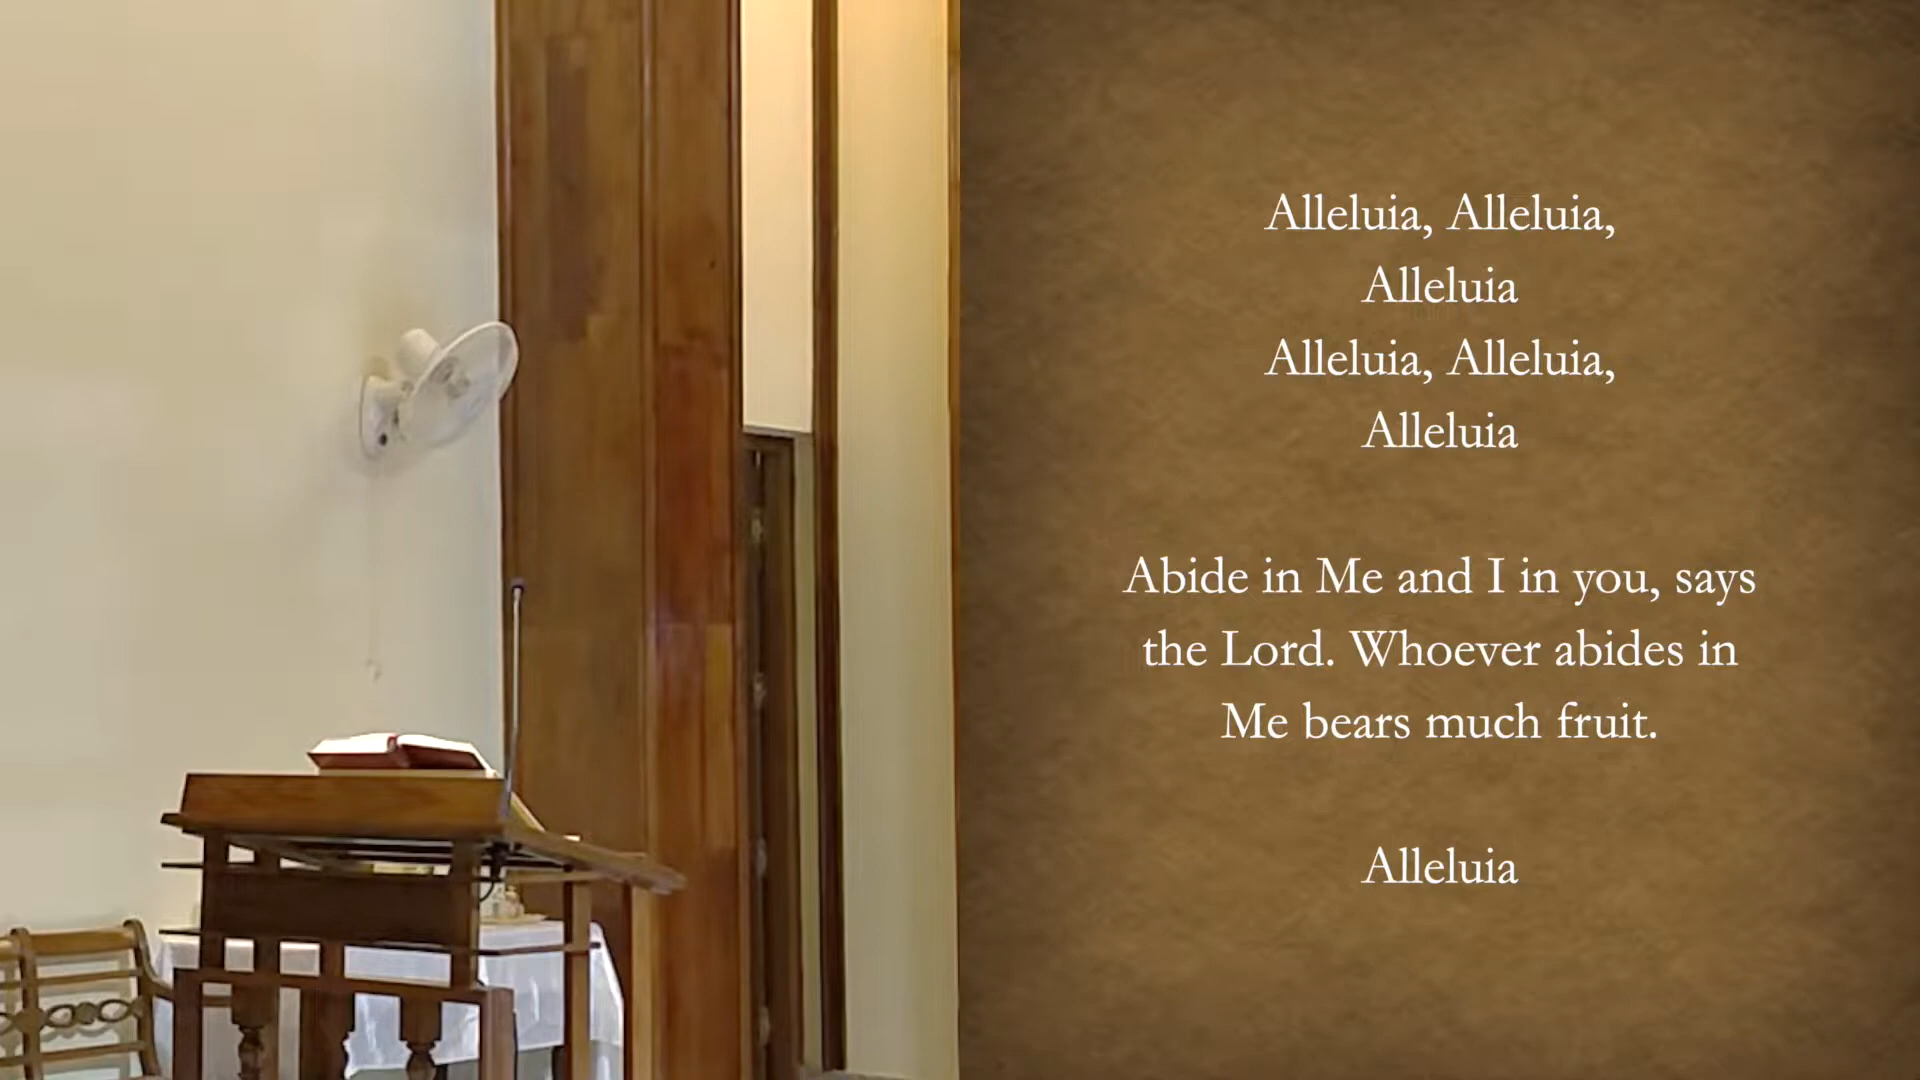 Alleluia, Alleluia,
Alleluia
Alleluia, Alleluia,
Alleluia
Abide in Me and I in you, says
the Lord. Whoever abides in
Me bears much fruit.
Alleluia